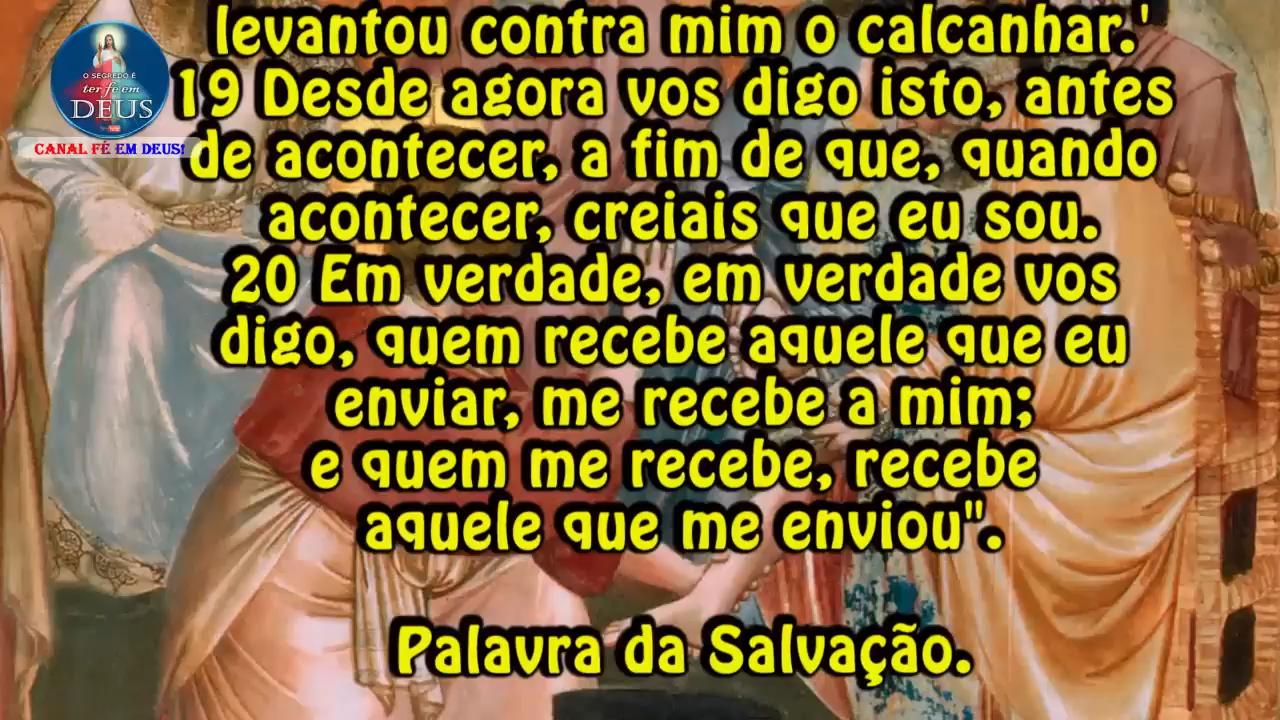 levantou contra mim o calcanhar.'
19 Desde agora vos digo isto, antes
de acontecer, a fim de que, quando
acontecer, creiais que eu sou.
20 Em verdade, em verdade vos
digo, quem recebe aquele que eu
enviar, me recebe a mim;
e quem me recebe, recebe
aquele que me enviou".
Palavra da Salvação.
O SEGREDO É
ter fé em
DEUS
CANAL FÉ EM DEUS!